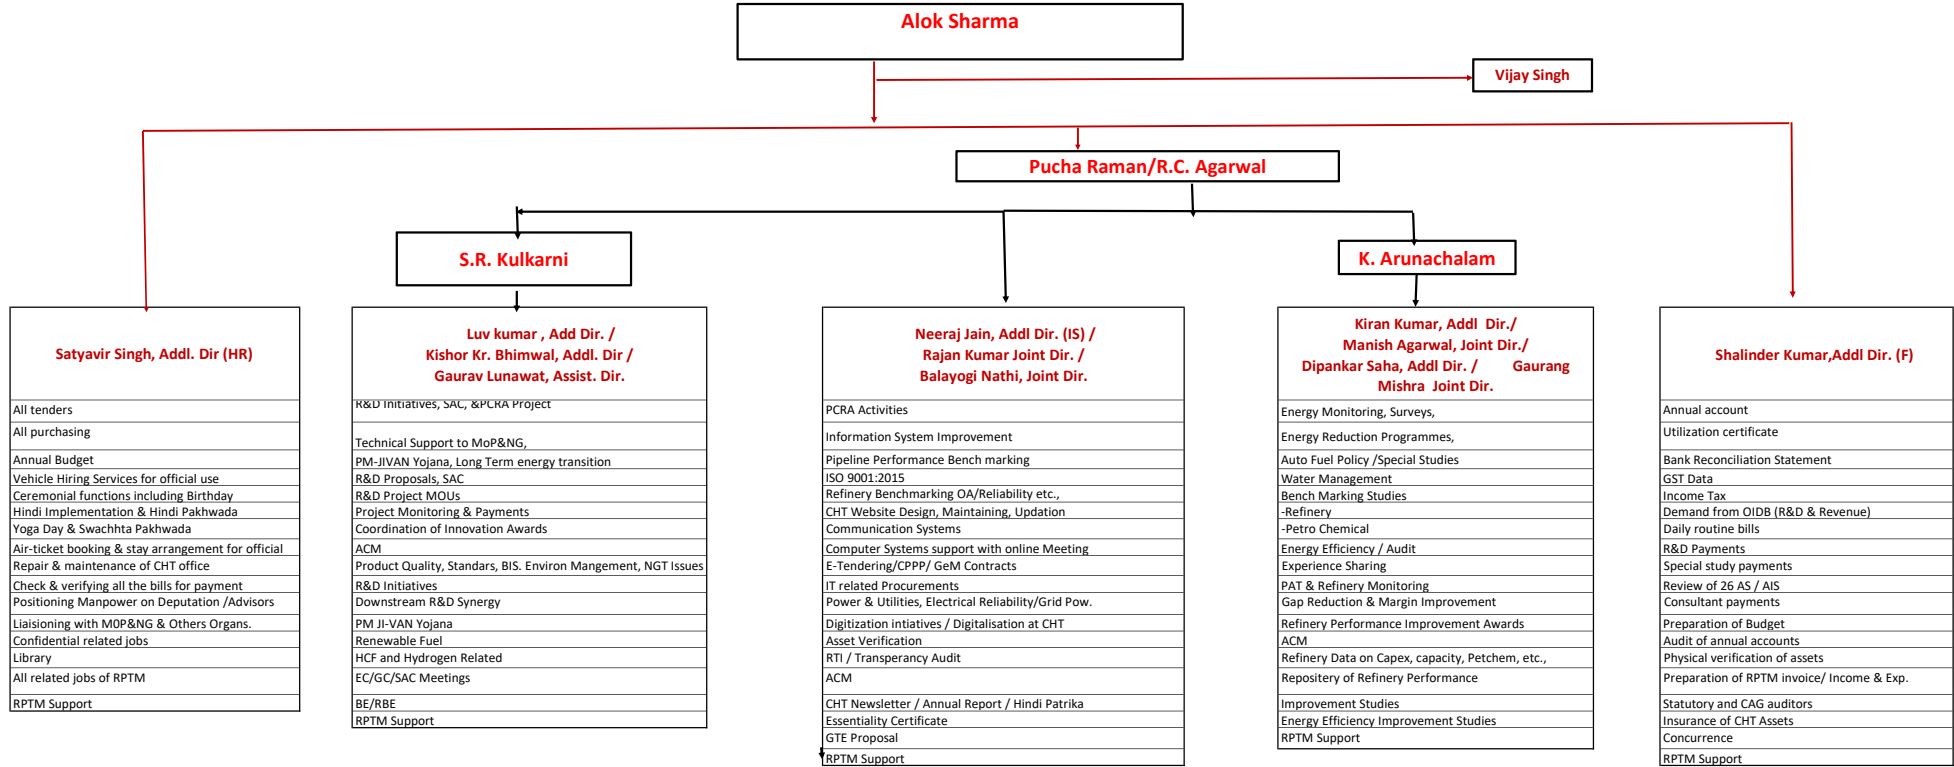 Alok Sharma
Vijay Singh
Pucha Raman/R.C. Agarwal
S.R. Kulkarni
K. Arunachalam
Satyavir Singh, Addl. Dir (HR)
All tenders
All purchasing
Annual Budget
Vehicle Hiring Services for official use
Ceremonial functions including Birthday
Hindi Implementation & Hindi Pakhwada
Yoga Day & Swachhta Pakhwada
Air-ticket booking & stay arrangement for official
Repair & maintenance of CHT office
Check & verifying all the bills for payment
Positioning Manpower on Deputation /Advisors
Liaisioning with M0P&NG & Others Organs.
Confidential related jobs
Library
All related jobs of RPTM
RPTM Support
Luv kumar , Add Dir. /
Kishor Kr. Bhimwal, Addl. Dir /
Gaurav Lunawat, Assist. Dir.
R&D Initiatives, SAC, &PCRA Project
Technical Support to MoP&NG,
PM-JIVAN Yojana, Long Term energy transition
R&D Proposals, SAC
R&D Project MOUs
Project Monitoring & Payments
Coordination of Innovation Awards
ACM
Product Quality, Standars, BIS. Environ Mangement, NGT Issues
R&D Initiatives
Downstream R&D Synergy
PM JI-VAN Yojana
Renewable Fuel
HCF and Hydrogen Related
EC/GC/SAC Meetings
BE/RBE
RPTM Support
Neeraj Jain, Addl Dir. (IS) /
Rajan Kumar Joint Dir. /
Balayogi Nathi, Joint Dir.
PCRA Activities
Information System Improvement
Pipeline Performance Bench marking
ISO 9001:2015
Refinery Benchmarking OA/Reliability etc.,
CHT Website Design, Maintaining, Updation
Communication Systems
Computer Systems support with online Meeting
E-Tendering/CPPP/ GeM Contracts
IT related Procurements
Power & Utilities, Electrical Reliability/Grid Pow.
Digitization intiatives / Digitalisation at CHT
Asset Verification
RTI / Transperancy Audit
ACM
CHT Newsletter / Annual Report / Hindi Patrika
Essentiality Certificate
GTE Proposal
RPTM Support
Kiran Kumar, Addl Dir./
Manish Agarwal, Joint Dir./
Dipankar Saha, Addl Dir. / Gaurang
Mishra Joint Dir.
Energy Monitoring, Surveys,
Energy Reduction Programmes,
Auto Fuel Policy /Special Studies
Water Management
Bench Marking Studies
-Refinery
-Petro Chemical
Energy Efficiency / Audit
Experience Sharing
PAT & Refinery Monitoring
Gap Reduction & Margin Improvement
Refinery Performance Improvement Awards
ACM
Refinery Data on Capex, capacity, Petchem, etc.,
Repository of Refinery Performance
Improvement Studies
Energy Efficiency Improvement Studies
RPTM Support
Shalinder Kumar,Addl Dir. (F)
Annual account
Utilization certificate
Bank Reconciliation Statement
GST Data
Income Tax
Demand from OIDB (R&D & Revenue)
Daily routine bills
R&D Payments
Special study payments
Review of 26 AS / AIS
Consultant payments
Preparation of Budget
Audit of annual accounts
Physical verification of assets
Preparation of RPTM invoice/ Income & Exp.
Statutory and CAG auditors
Insurance of CHT Assets
Concurrence
RPTM Support